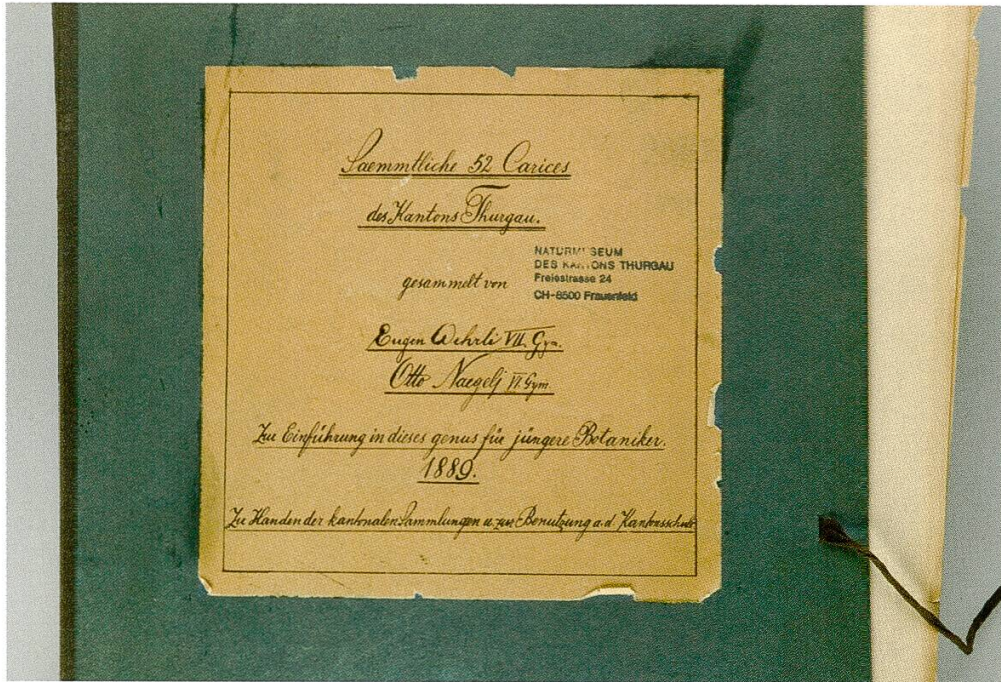 Saemmtliche 52 Carices
des Kantons Thurgau.
gesammelt von
NATURMUSEUM
DES KANTONS THURGAU
Freiestrasse 24
CH-8500 Frauenfeld
Eugen Wehrli VII. Gym.
Otto Naegeli VI. Gym.
Zur Einführung in dieses genus für jüngere Botaniker.
1889.
Zu Handen der kantonalen Sammlungen u. zur Benutzung a.d. Kantonsschule